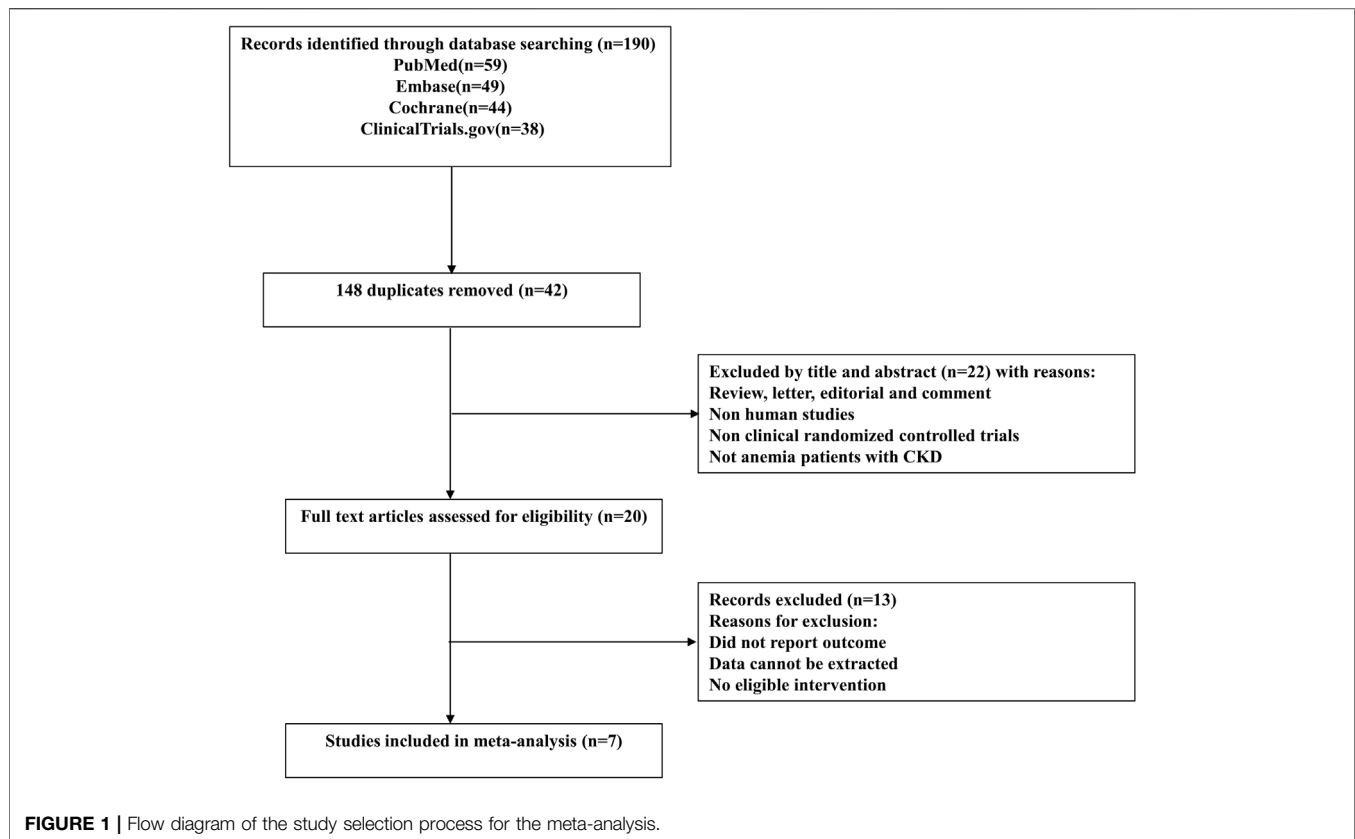 Records identified through database searching (n=190)
PubMed(n=59)
Embase(n=49)
Cochrane(n=44)
ClinicalTrials.gov(n=38)
148 duplicates removed (n=42)
Excluded by title and abstract (n=22) with reasons:
Review, letter, editorial and comment
Non human studies
Non clinical randomized controlled trials
Not anemia patients with CKD
Full text articles assessed for eligibility (n=20)
Records excluded (n=13)
Reasons for exclusion:
Did not report outcome
Data cannot be extracted
No eligible intervention
Studies included in meta-analysis (n=7)
FIGURE 1 | Flow diagram of the study selection process for the meta-analysis.